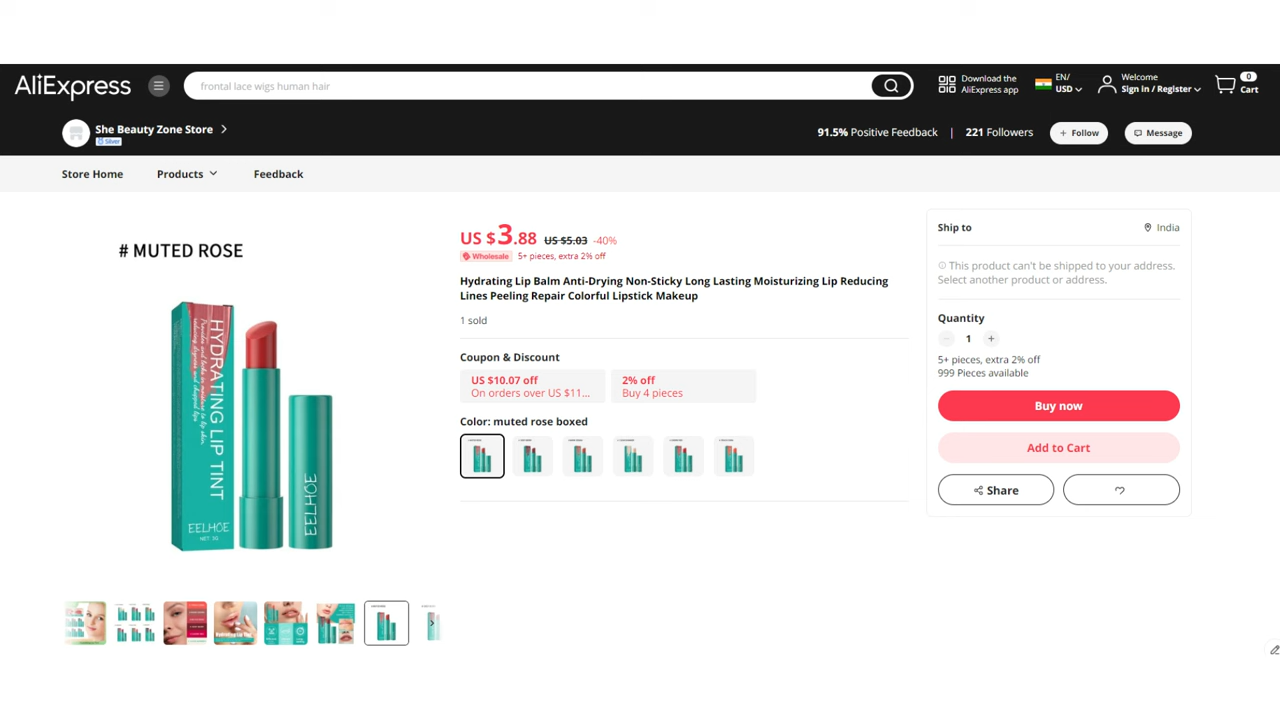 AliExpress
frontal lace wigs human hair
Download the
AliExpress app
EN/
USD
Welcome
Sign in / Register
0
Cart
She Beauty Zone Store
Silver
91.5% Positive Feedback | 221 Followers
+ Follow
Message
Store Home
Products
Feedback
# MUTED ROSE
HYDRATING LIP TINT
EELHOE
NET: 3G
EELHOE
US $3.88 US $5.03 -40%
Wholesale 5+ pieces, extra 2% off
Hydrating Lip Balm Anti-Drying Non-Sticky Long Lasting Moisturizing Lip Reducing
Lines Peeling Repair Colorful Lipstick Makeup
1 sold
Coupon & Discount
US $10.07 off
On orders over US $11...
2% off
Buy 4 pieces
Color: muted rose boxed
Ship to
India
This product can't be shipped to your address.
Select another product or address.
Quantity
- 1 +
5+ pieces, extra 2% off
999 Pieces available
Buy now
Add to Cart
Share